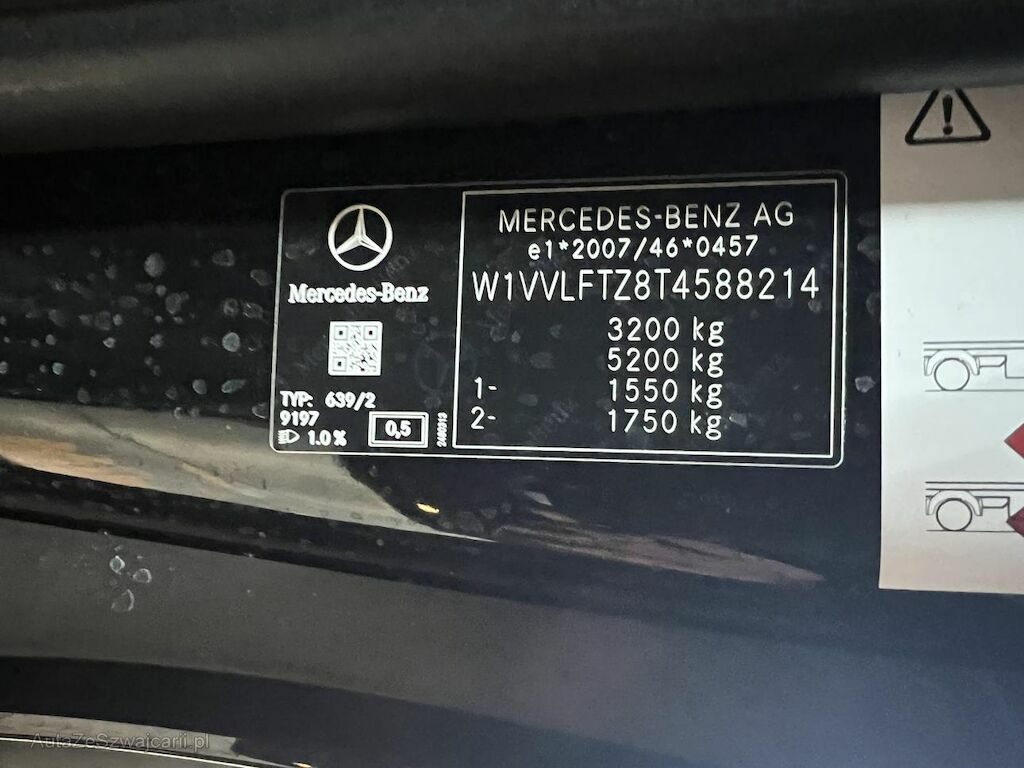 Mercedes-Benz
TYP: 639/2
9197
1.0 %
0,5
MERCEDES-BENZ AG
e1*2007/46*0457
W1VVLFTZ8T4588214
3200 kg
5200 kg
1- 1550 kg
2- 1750 kg
AutaZeSzwajcarii.pl